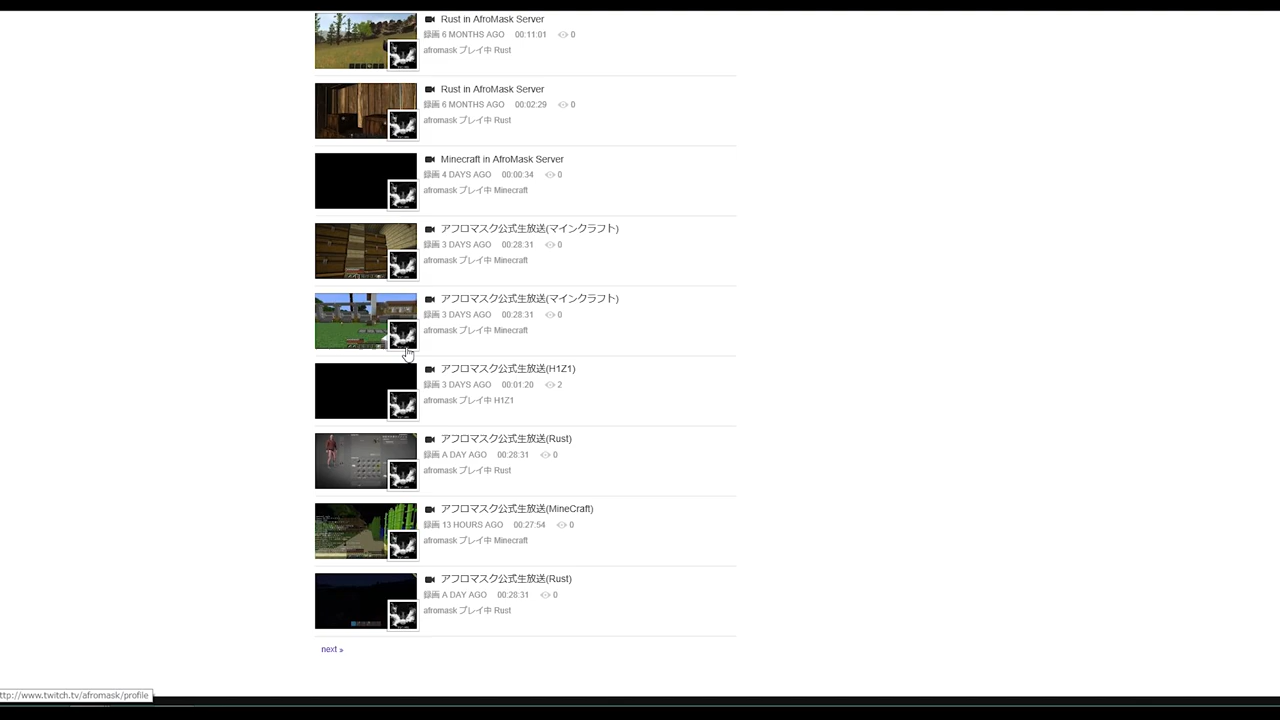 Rust in AfroMask Server
録画 6 MONTHS AGO 00:11:01 0
afromask プレイ中 Rust
Rust in AfroMask Server
録画 6 MONTHS AGO 00:02:29 0
afromask プレイ中 Rust
Minecraft in AfroMask Server
録画 4 DAYS AGO 00:00:34 0
afromask プレイ中 Minecraft
アフロマスク公式生放送(マインクラフト)
録画 3 DAYS AGO 00:28:31 0
afromask プレイ中 Minecraft
アフロマスク公式生放送(マインクラフト)
録画 3 DAYS AGO 00:28:31 0
afromask プレイ中 Minecraft
アフロマスク公式生放送(H1Z1)
録画 3 DAYS AGO 00:01:20 2
afromask プレイ中 H1Z1
アフロマスク公式生放送(Rust)
録画 A DAY AGO 00:28:31 0
afromask プレイ中 Rust
アフロマスク公式生放送(MineCraft)
録画 13 HOURS AGO 00:27:54 0
afromask プレイ中 Minecraft
アフロマスク公式生放送(Rust)
録画 A DAY AGO 00:28:31 0
afromask プレイ中 Rust
next »
ttp://www.twitch.tv/afromask/profile